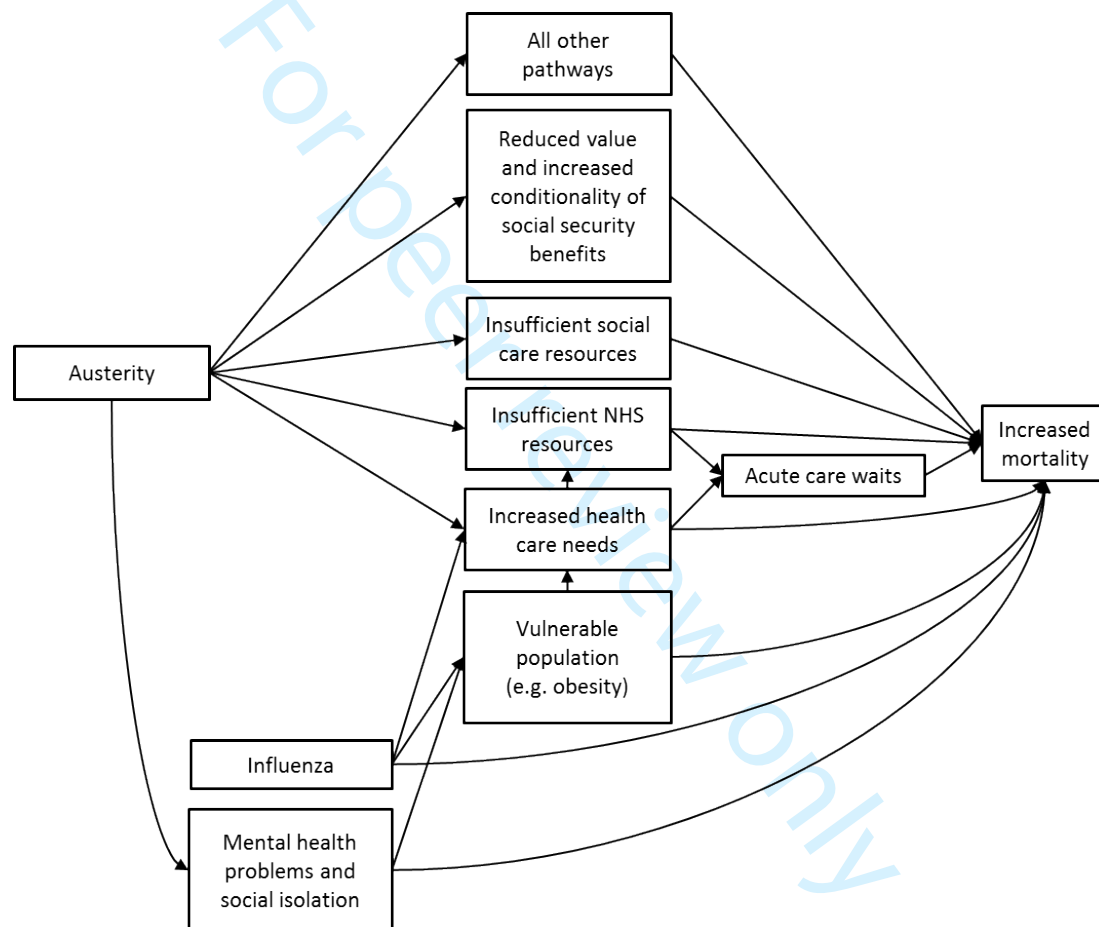 All other
pathways
Reduced value
and increased
conditionality of
social security
benefits
Insufficient social
care resources
Austerity
Insufficient NHS
resources
Increased
mortality
Acute care waits
Increased health
care needs
Vulnerable
population
(e.g. obesity)
Influenza
Mental health
problems and
social isolation
For peer review only